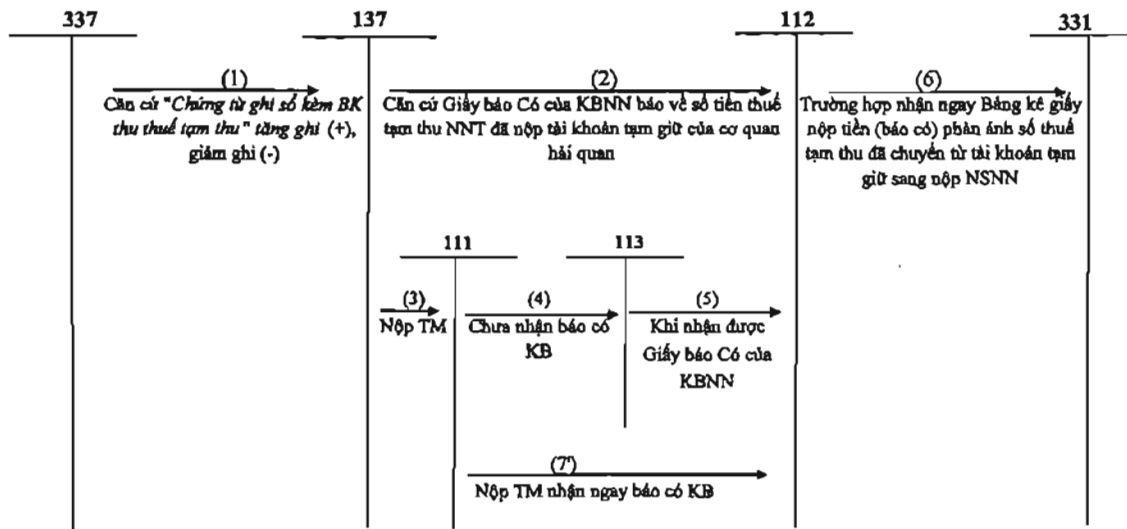 337
137
112
331
(1)
Căn cứ "Chứng từ ghi sổ kèm BK
thu thuế tạm thu" tăng ghi (+),
giảm ghi (-)
(2)
Căn cứ Giấy báo Có của KBNN báo về số tiền thuế
tạm thu NNT đã nộp tài khoản tạm giữ của cơ quan
hải quan
(6)
Trường hợp nhận ngay Bảng kê giấy
nộp tiền (báo có) phản ánh số thuế
tạm thu đã chuyển từ tài khoản tạm
giữ sang nộp NSNN
111
113
(3)
Nộp TM
(4)
Chưa nhận báo có
KB
(5)
Khi nhận được
Giấy báo Có của
KBNN
(7)
Nộp TM nhận ngay báo có KB